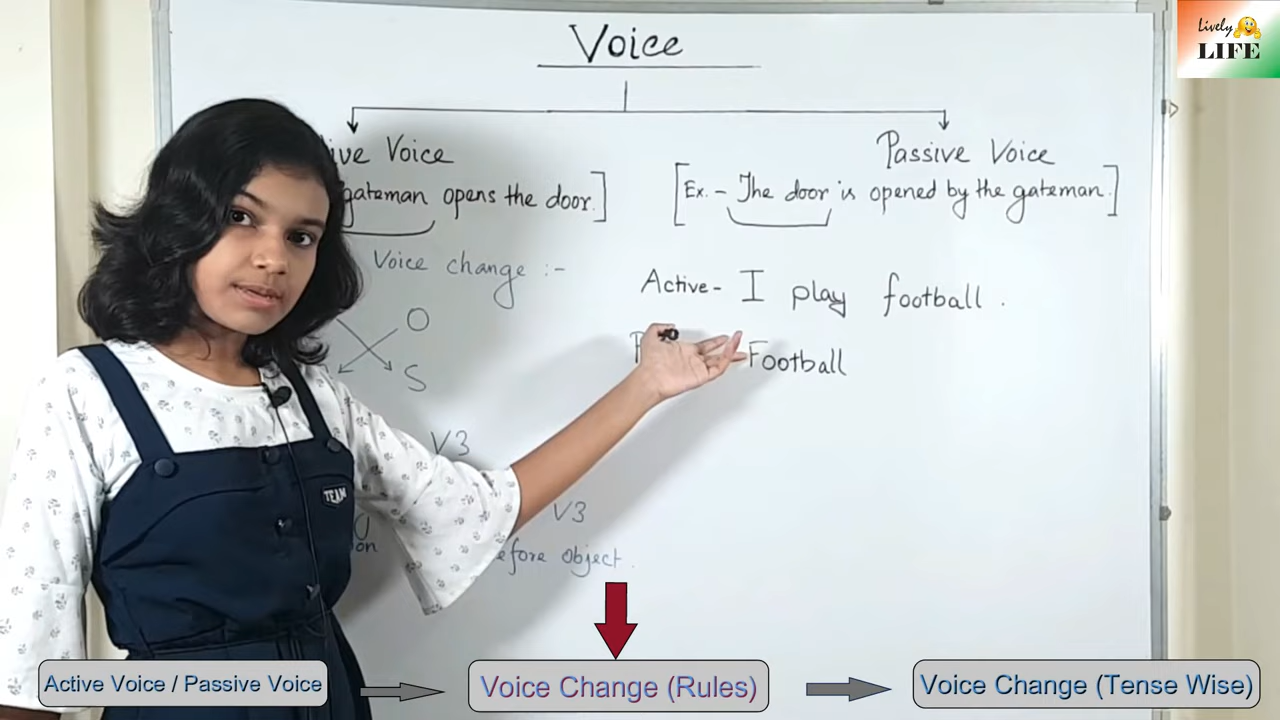 Lively
LIFE
Voice
Voice
Passive Voice
gateman opens the door.]
[Ex. - The door is opened by the gateman.]
Voice change :-
Active - I play football .
O
Football
S
V3
V3
TEAM
object .
Active Voice / Passive Voice
Voice Change (Rules)
Voice Change (Tense Wise)